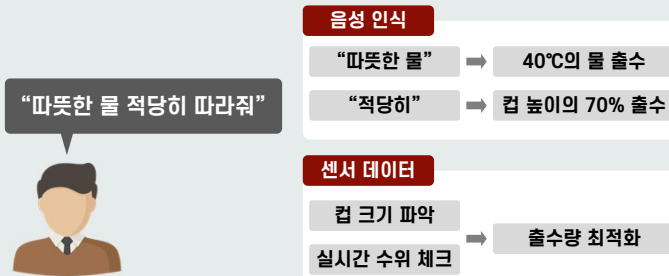 음성 인식
“따뜻한 물” ➡ 40℃의 물 출수
“따뜻한 물 적당히 따라줘”
“적당히” ➡ 컵 높이의 70% 출수
센서 데이터
컵 크기 파악
실시간 수위 체크 ➡ 출수량 최적화